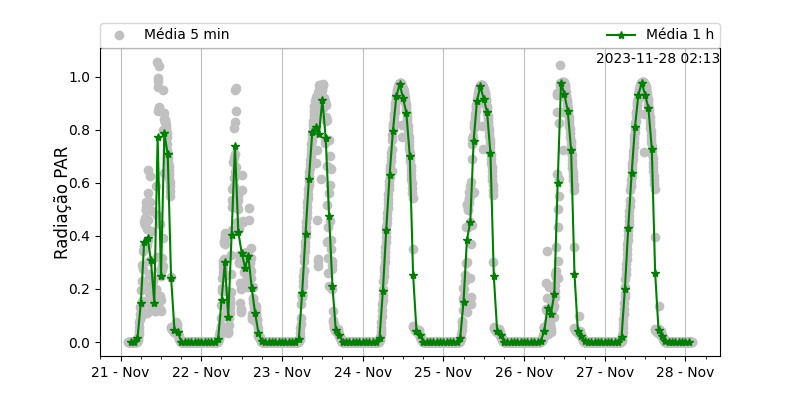 Média 5 min
Média 1 h
2023-11-28 02:13
Radiação PAR
1.0
0.8
0.6
0.4
0.2
0.0
21 - Nov
22 - Nov
23 - Nov
24 - Nov
25 - Nov
26 - Nov
27 - Nov
28 - Nov